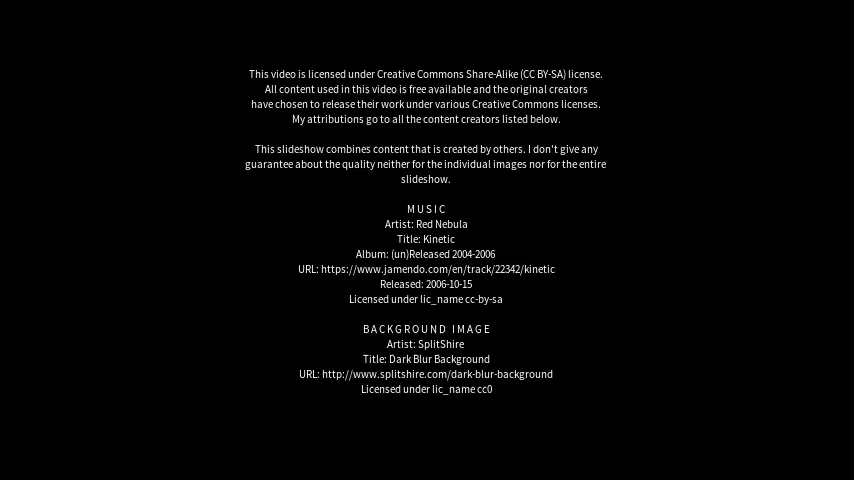 This video is licensed under Creative Commons Share-Alike (CC BY-SA) license.
All content used in this video is free available and the original creators
have chosen to release their work under various Creative Commons licenses.
My attributions go to all the content creators listed below.
This slideshow combines content that is created by others. I don't give any
guarantee about the quality neither for the individual images nor for the entire
slideshow.
MUSIC
Artist: Red Nebula
Title: Kinetic
Album: (un)Released 2004-2006
URL: https://www.jamendo.com/en/track/22342/kinetic
Released: 2006-10-15
Licensed under lic_name cc-by-sa
BACKGROUND IMAGE
Artist: SplitShire
Title: Dark Blur Background
URL: http://www.splitshire.com/dark-blur-background
Licensed under lic_name cc0